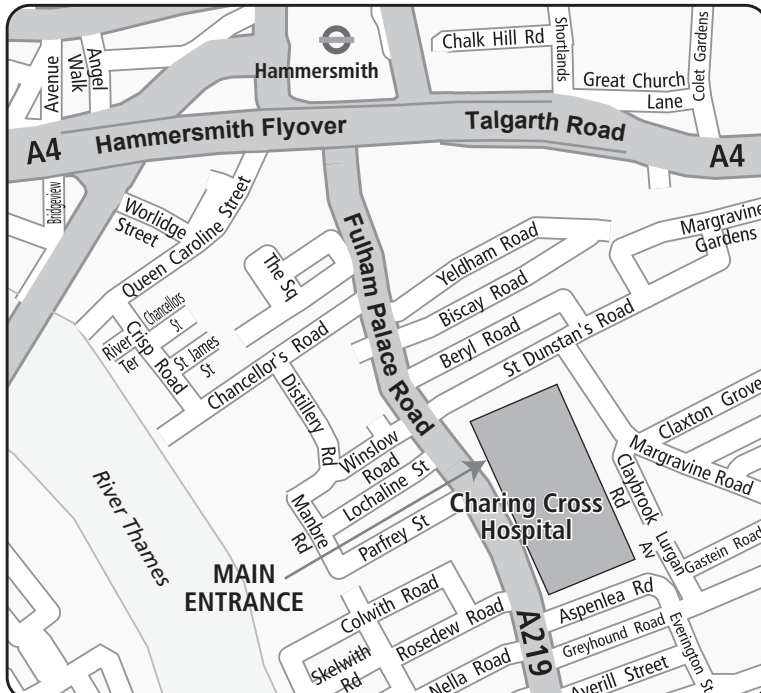 Chalk Hill Rd
Shortlands
Colet Gardens
Great Church
Lane
Hammersmith
Avenue
Angel
Walk
A4
Hammersmith Flyover
Talgarth Road
A4
Bridgeview
Worlidge
Street
Queen Caroline Street
Fulham Palace Road
Margravine
Gardens
The Sq
Yeldham Road
Biscay Road
Beryl Road
St Dunstan's Road
Chancellors
St
River
Ter
Crisp Road
St James
St
Chancellor's Road
Distillery
Rd
Claxton Grove
Margravine Road
Winslow
Road
Lochaline St
Claybrook
Rd
Manbre
Rd
Parfrey St
Charing Cross
Hospital
River Thames
MAIN
ENTRANCE
Lurgan
Av
Gastein Road
Colwith Road
Aspenlea Rd
Rosedew Road
A219
Greyhound Road
Everington St
Skelwith
Rd
Nella Road
Averill Street